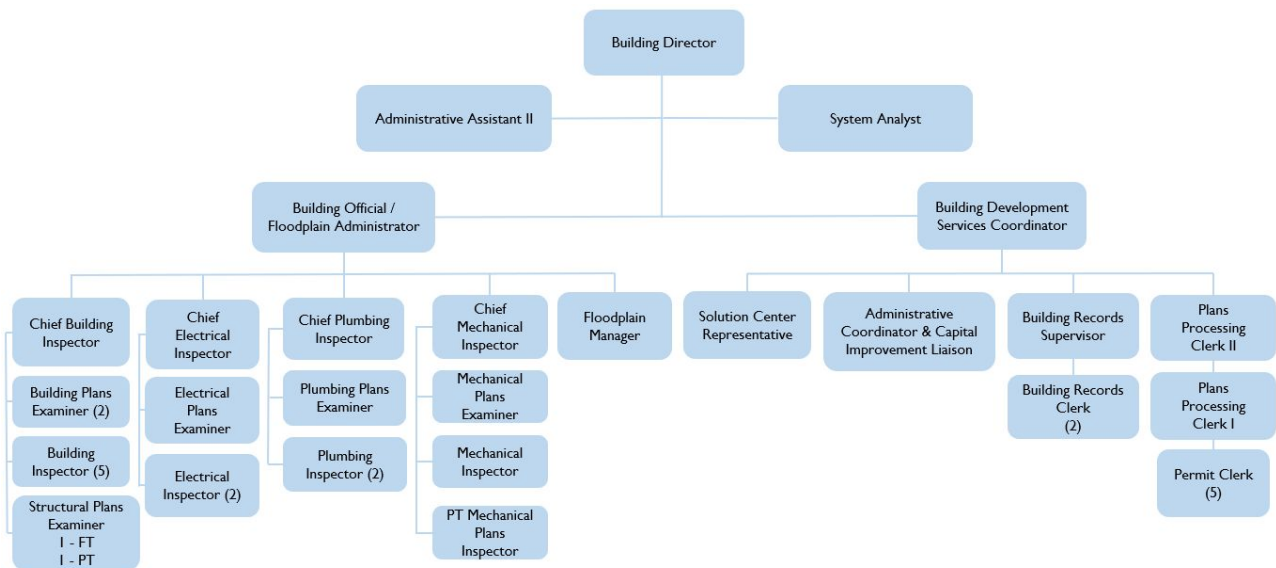 Building Director
Administrative Assistant II
System Analyst
Building Official /
Floodplain Administrator
Building Development
Services Coordinator
Chief Building
Inspector
Building Plans
Examiner (2)
Building
Inspector (5)
Structural Plans
Examiner
1 - FT
1 - PT
Chief
Electrical
Inspector
Electrical
Plans
Examiner
Electrical
Inspector (2)
Chief Plumbing
Inspector
Plumbing Plans
Examiner
Plumbing
Inspector (2)
Chief
Mechanical
Inspector
Mechanical
Plans
Examiner
Mechanical
Inspector
PT Mechanical
Plans
Inspector
Floodplain
Manager
Solution Center
Representative
Administrative
Coordinator & Capital
Improvement Liaison
Building Records
Supervisor
Building Records
Clerk
(2)
Plans
Processing
Clerk II
Plans
Processing
Clerk I
Permit Clerk
(5)